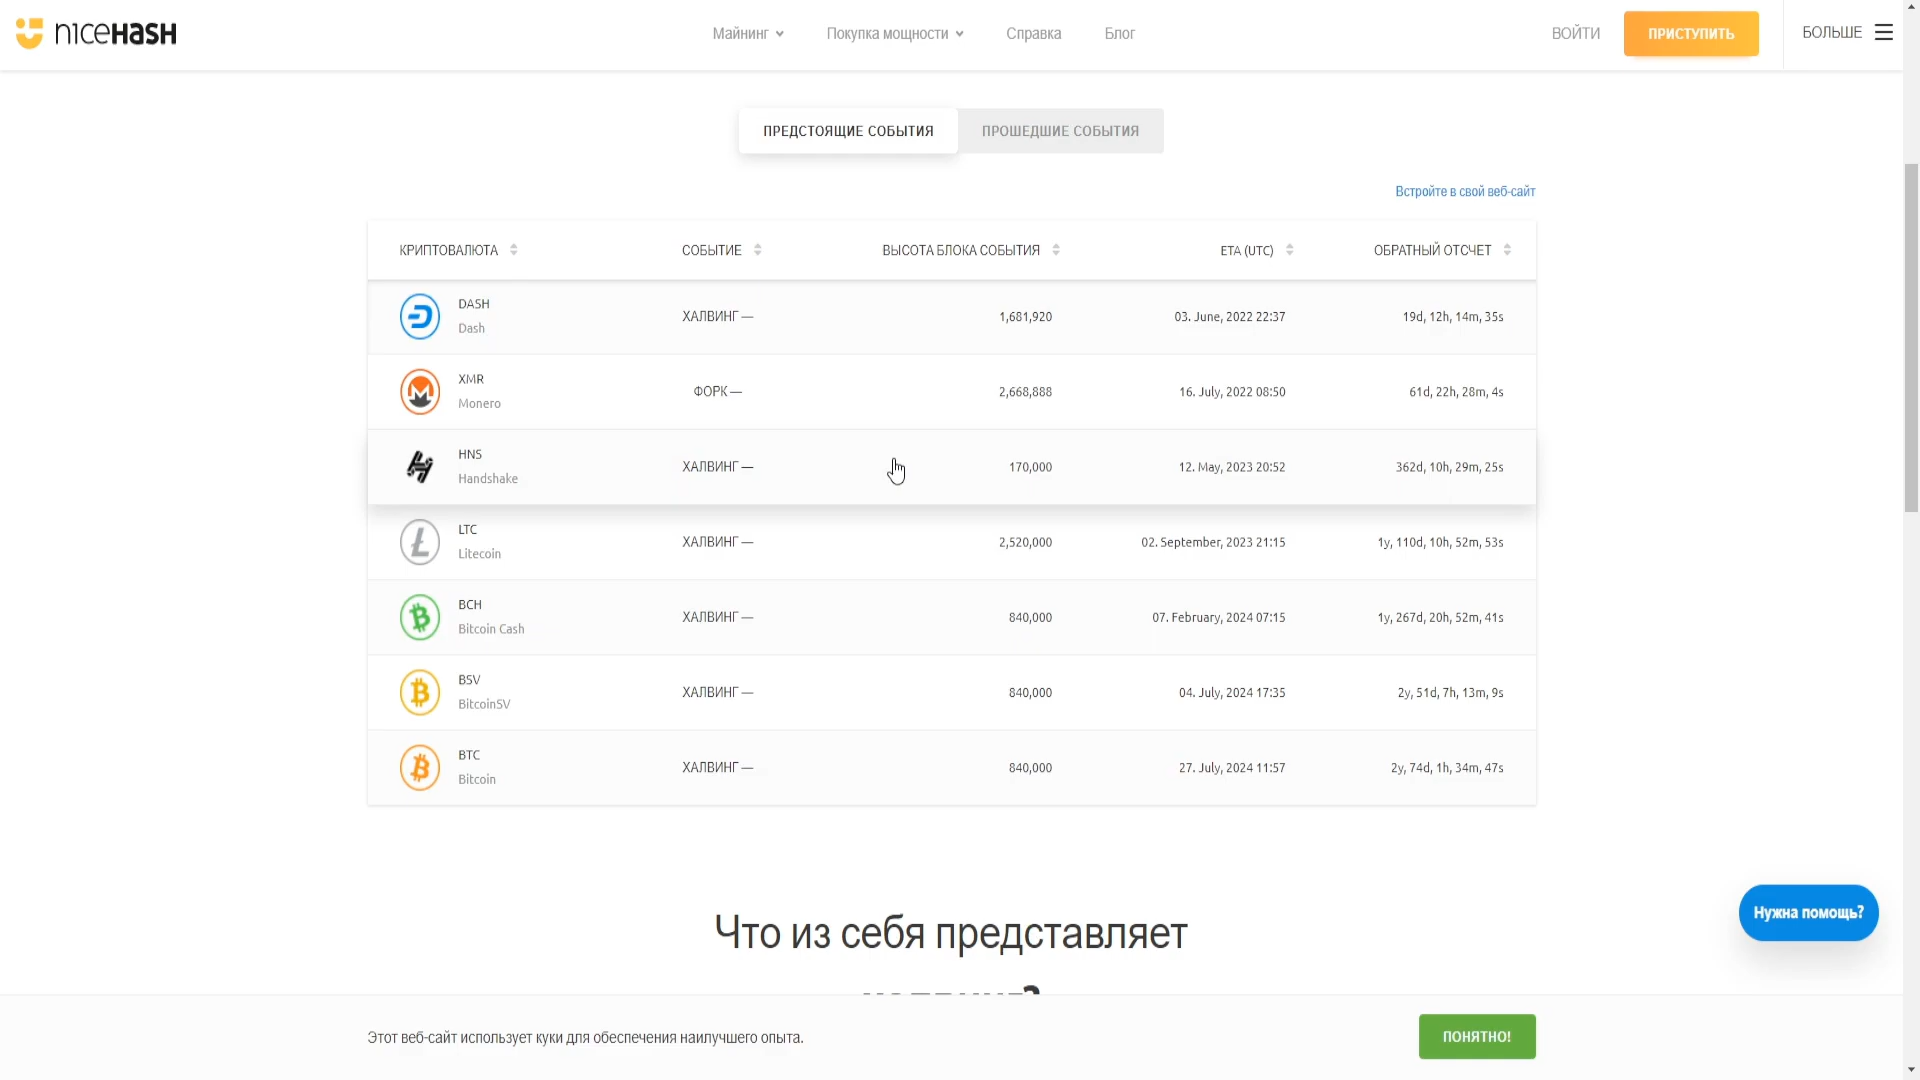 nıceHASH
Майнинг
Покупка мощности
Справка
Блог
ВОЙТИ
ПРИСТУПИТЬ
БОЛЬШЕ
ПРЕДСТОЯЩИЕ СОБЫТИЯ
ПРОШЕДШИЕ СОБЫТИЯ
Встройте в свой веб-сайт
КРИПТОВАЛЮТА СОБЫТИЕ ВЫСОТА БЛОКА СОБЫТИЯ ETA (UTC) ОБРАТНЫЙ ОТСЧЕТ
DASH
Dash
ХАЛВИНГ — 1,681,920 03. June, 2022 22:37 19d, 12h, 14m, 35s
XMR
Monero
ФОРК — 2,668,888 16. July, 2022 08:50 61d, 22h, 28m, 4s
HNS
Handshake
ХАЛВИНГ — 170,000 12. May, 2023 20:52 362d, 10h, 29m, 25s
LTC
Litecoin
ХАЛВИНГ — 2,520,000 02. September, 2023 21:15 1y, 110d, 10h, 52m, 53s
BCH
Bitcoin Cash
ХАЛВИНГ — 840,000 07. February, 2024 07:15 1y, 267d, 20h, 52m, 41s
BSV
BitcoinSV
ХАЛВИНГ — 840,000 04. July, 2024 17:35 2y, 51d, 7h, 13m, 9s
BTC
Bitcoin
ХАЛВИНГ — 840,000 27. July, 2024 11:57 2y, 74d, 1h, 34m, 47s
Что из себя представляет
Нужна помощь?
Этот веб-сайт использует куки для обеспечения наилучшего опыта.
ПОНЯТНО!